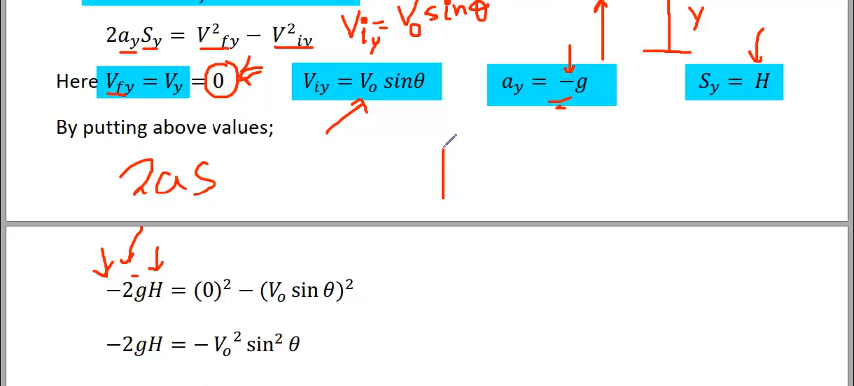 2a_yS_y = V²_fy − V²_iy V_iy = V_o sinθ Y
Here V_fy = V_y = 0 V_iy = V_o sinθ a_y = −g S_y = H
By putting above values;
2as
−2gH = (0)² − (V_o sin θ)²
−2gH = − V_o² sin² θ